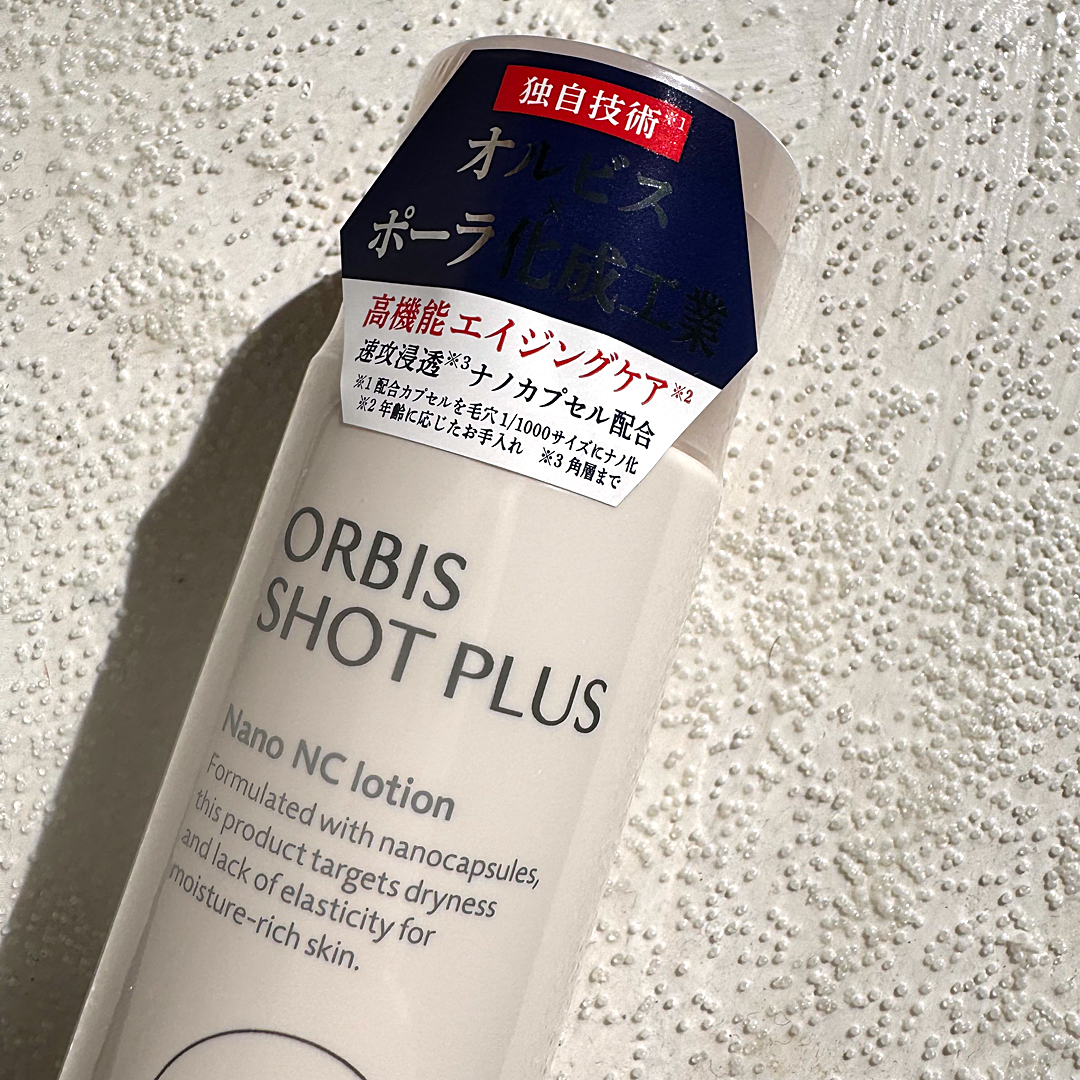 独自技術※1
オルビス
×
ポーラ化成工業
高機能エイジングケア※2
速攻浸透※3ナノカプセル配合
※1 配合カプセルを毛穴1/1000サイズにナノ化
※2 年齢に応じたお手入れ ※3 角層まで
ORBIS
SHOT PLUS
Nano NC lotion
Formulated with nanocapsules,
this product targets dryness
and lack of elasticity for
moisture-rich skin.